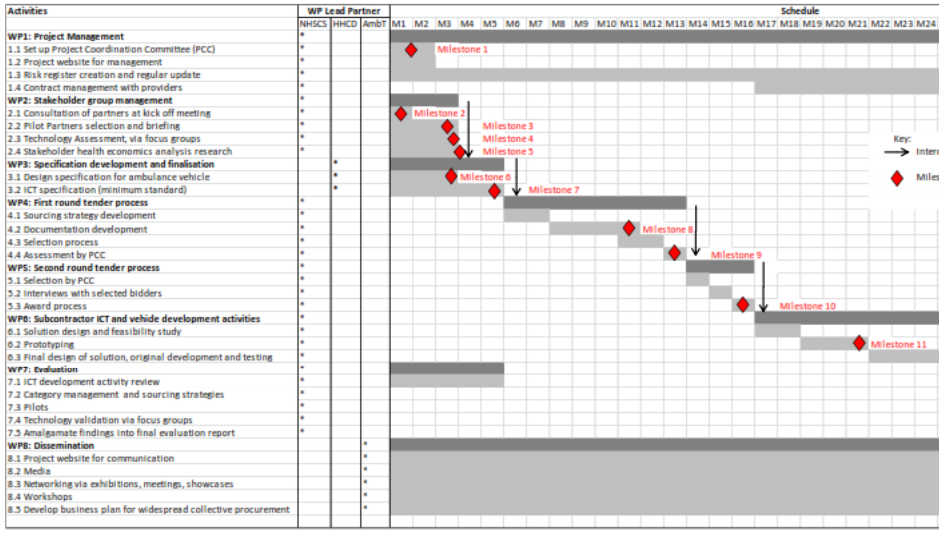 Activities WP Lead Partner Schedule
NHSCS HHCD AmbT M1 M2 M3 M4 M5 M6 M7 M8 M9 M10 M11 M12 M13 M14 M15 M16 M17 M18 M19 M20 M21 M22 M23 M24
WP1: Project Management *
1.1 Set up Project Coordination Committee (PCC) * Milestone 1
1.2 Project website for management *
1.3 Risk register creation and regular update *
1.4 Contract management with providers *
WP2: Stakeholder group management *
2.1 Consultation of partners at kick off meeting * Milestone 2
2.2 Pilot Partners selection and briefing * Milestone 3
2.3 Technology Assessment, via focus groups * Milestone 4
Key:
2.4 Stakeholder health economics analysis research * Milestone 5
Interd
WP3: Specification development and finalisation *
3.1 Design specification for ambulance vehicle * Milestone 6
Miles
3.2 ICT specification (minimum standard) * Milestone 7
WP4: First round tender process *
4.1 Sourcing strategy development *
4.2 Documentation development * Milestone 8
4.3 Selection process *
4.4 Assessment by PCC * Milestone 9
WP5: Second round tender process *
5.1 Selection by PCC *
5.2 Interviews with selected bidders *
5.3 Award process * Milestone 10
WP6: Subcontractor ICT and vehicle development activities *
6.1 Solution design and feasibility study *
6.2 Prototyping * Milestone 11
6.3 Final design of solution, original development and testing *
WP7: Evaluation *
7.1 ICT development activity review *
7.2 Category management and sourcing strategies *
7.3 Pilots *
7.4 Technology validation via focus groups *
7.5 Amalgamate findings into final evaluation report *
WP8: Dissemination *
8.1 Project website for communication *
8.2 Media *
8.3 Networking via exhibitions, meetings, showcases *
8.4 Workshops *
8.5 Develop business plan for widespread collective procurement *